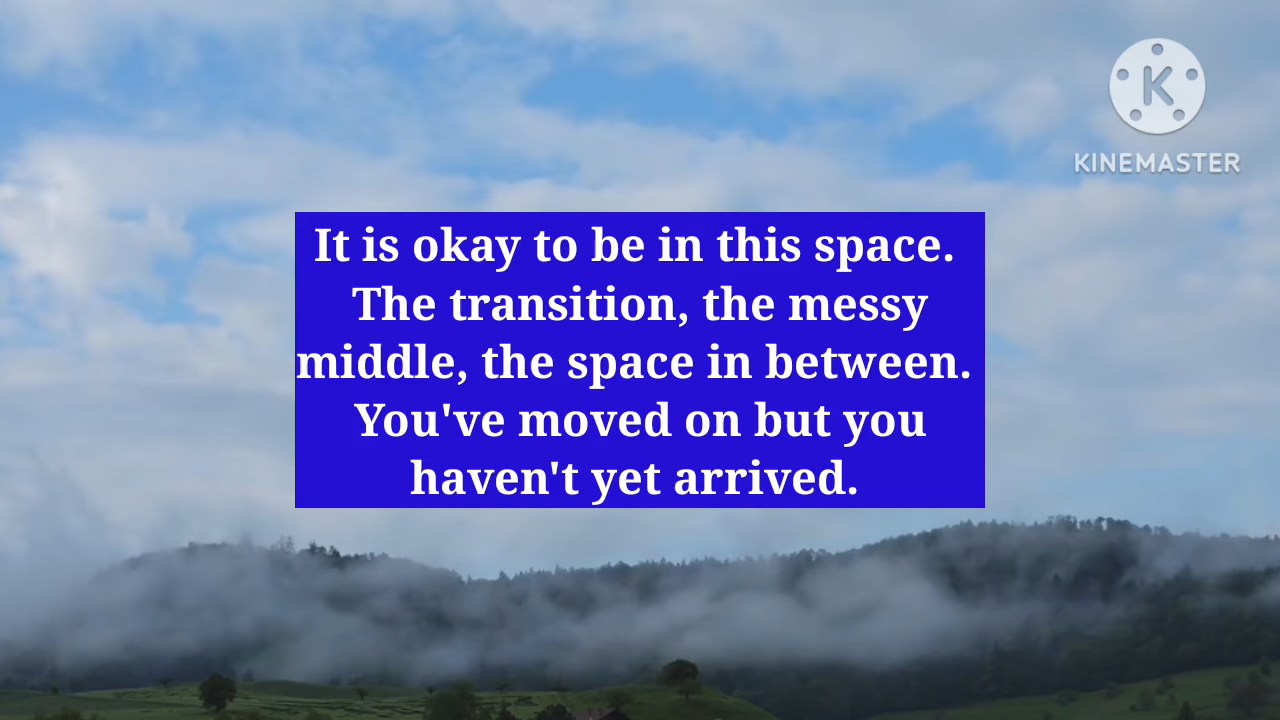 K
KINEMASTER
It is okay to be in this space.
The transition, the messy
middle, the space in between.
You've moved on but you
haven't yet arrived.